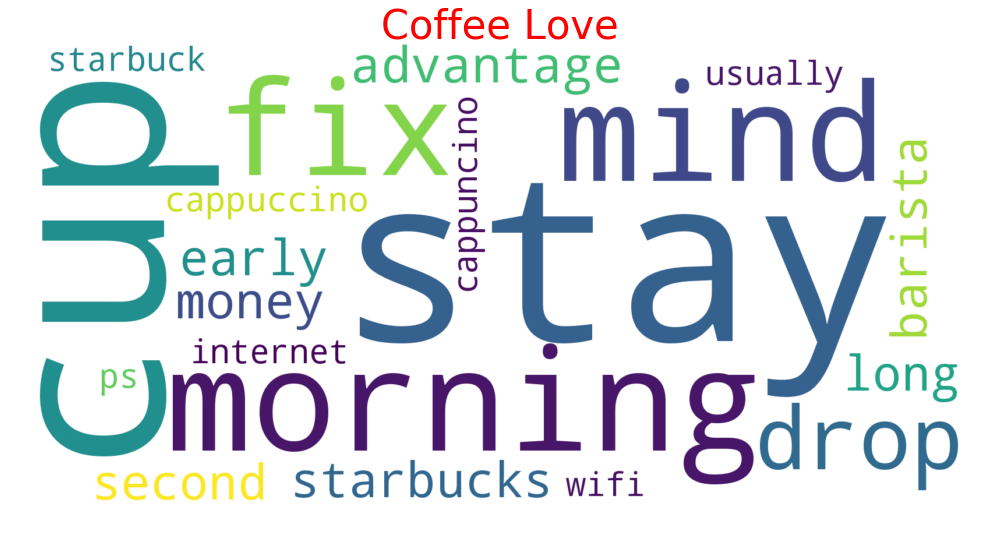 Coffee Love
starbuck
advantage
usually
cup
fix
cappuncino
mind
barista
cappuccino
stay
early
money
internet
ps
morning
long
drop
second
starbucks
wifi